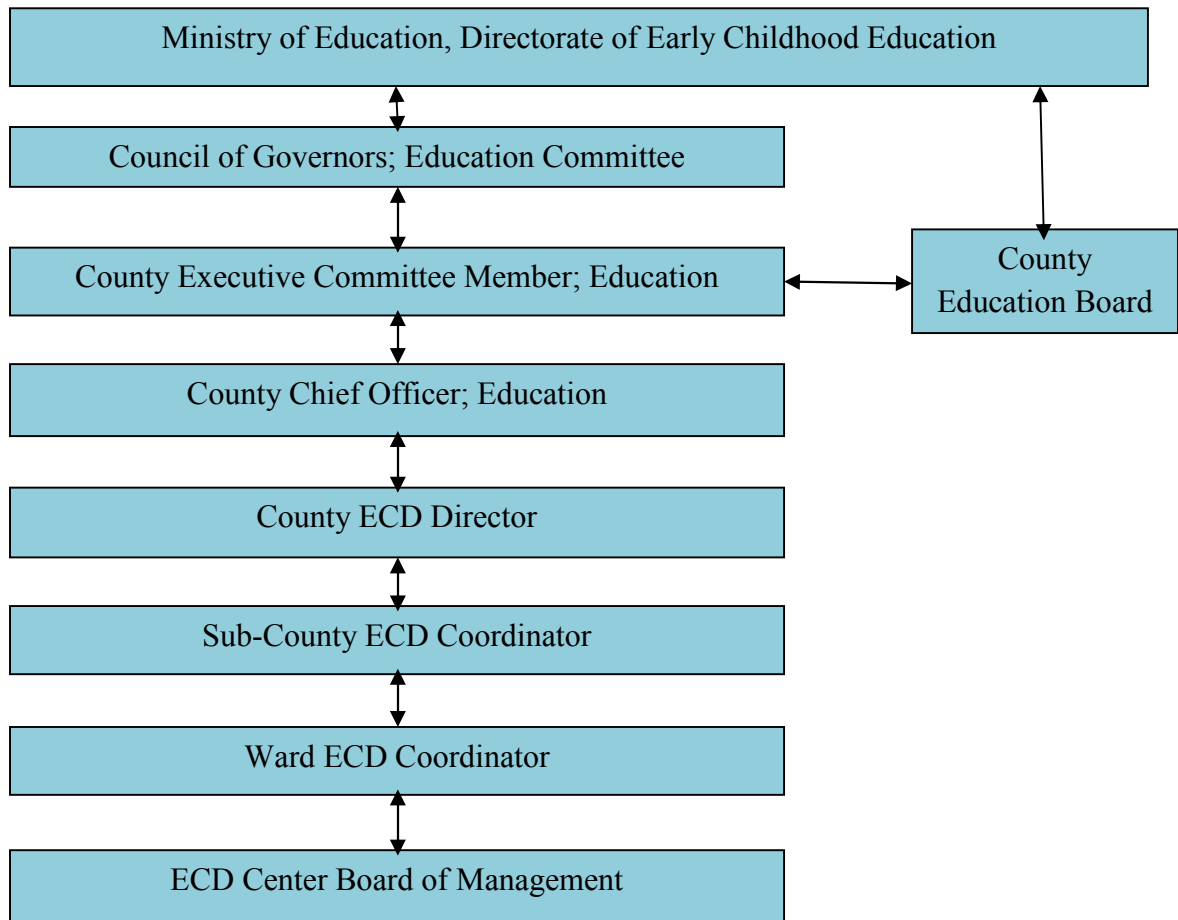 Ministry of Education, Directorate of Early Childhood Education
Council of Governors; Education Committee
County Executive Committee Member; Education
County
Education Board
County Chief Officer; Education
County ECD Director
Sub-County ECD Coordinator
Ward ECD Coordinator
ECD Center Board of Management